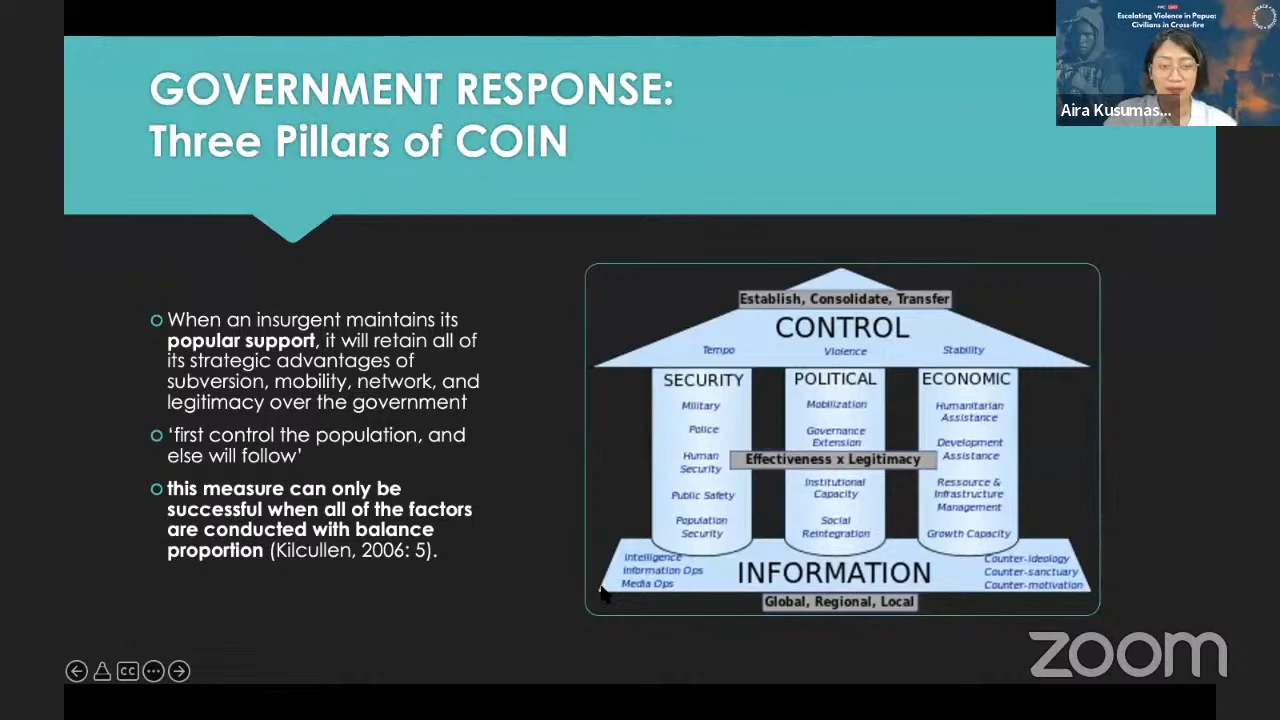 GOVERNMENT RESPONSE:
Three Pillars of COIN
Escalating Violence in Papua:
Civilians in Cross-fire
Aira Kusumas...
When an insurgent maintains its
popular support, it will retain all of
its strategic advantages of
subversion, mobility, network, and
legitimacy over the government
‘first control the population, and
else will follow’
this measure can only be
successful when all of the factors
are conducted with balance
proportion (Kilcullen, 2006: 5).
Establish, Consolidate, Transfer
CONTROL
Tempo Violence Stability
SECURITY
Military
Police
Human
Security
Public Safety
Population
Security
POLITICAL
Mobilization
Governance
Extension
Effectiveness x Legitimacy
Institutional
Capacity
Social
Reintegration
ECONOMIC
Humanitarian
Assistance
Development
Assistance
Ressource &
Infrastructure
Management
Growth Capacity
Intelligence
Information Ops
Media Ops
INFORMATION
Counter-ideology
Counter-sanctuary
Counter-motivation
Global, Regional, Local
CC
zoom